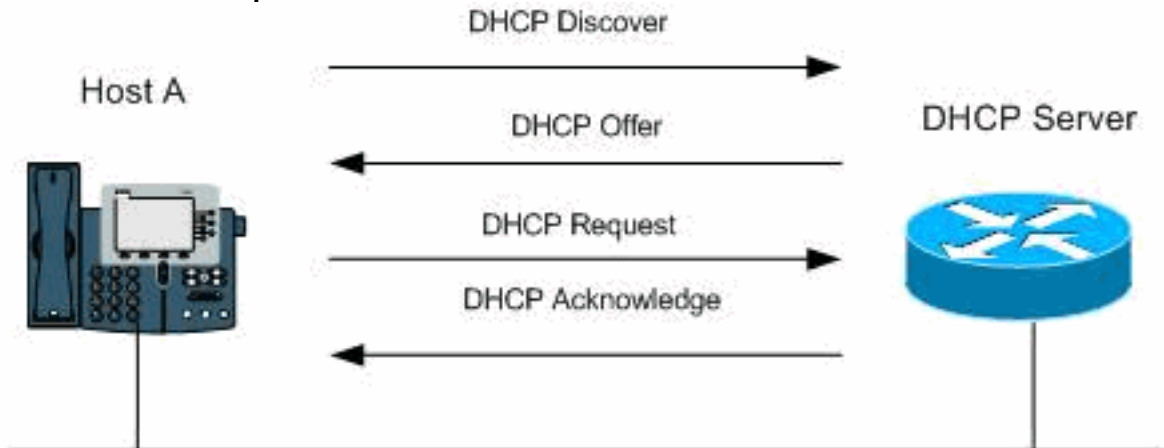 DHCP Discover
Host A
DHCP Offer
DHCP Server
DHCP Request
DHCP Acknowledge